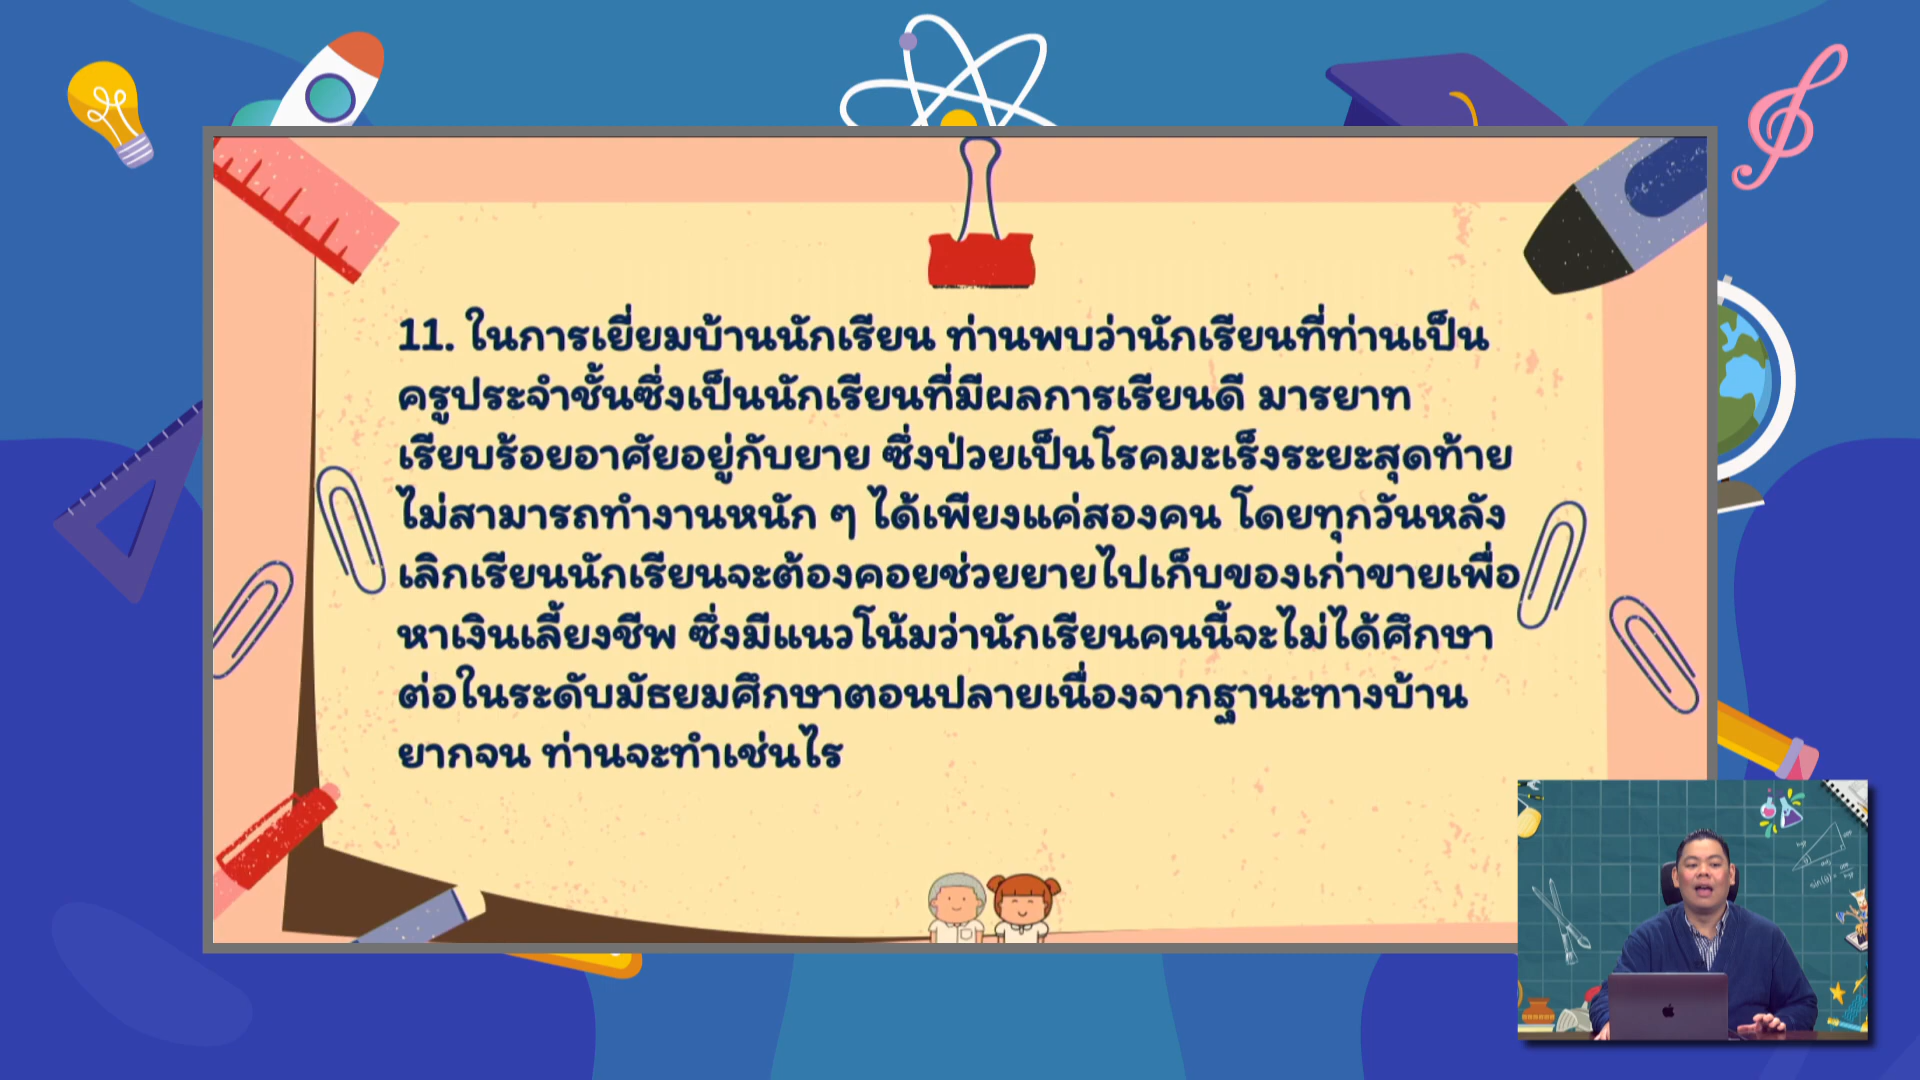 11. ในการเยี่ยมบ้านนักเรียน ท่านพบว่านักเรียนที่ท่านเป็น
ครูประจำชั้นซึ่งเป็นนักเรียนที่มีผลการเรียนดี มารยาท
เรียบร้อยอาศัยอยู่กับยาย ซึ่งป่วยเป็นโรคมะเร็งระยะสุดท้าย
ไม่สามารถทำงานหนัก ๆ ได้เพียงแค่สองคน โดยทุกวันหลัง
เลิกเรียนนักเรียนจะต้องคอยช่วยยายไปเก็บของเก่าขายเพื่อ
หาเงินเลี้ยงชีพ ซึ่งมีแนวโน้มว่านักเรียนคนนี้จะไม่ได้ศึกษา
ต่อในระดับมัธยมศึกษาตอนปลายเนื่องจากฐานะทางบ้าน
ยากจน ท่านจะทำเช่นไร